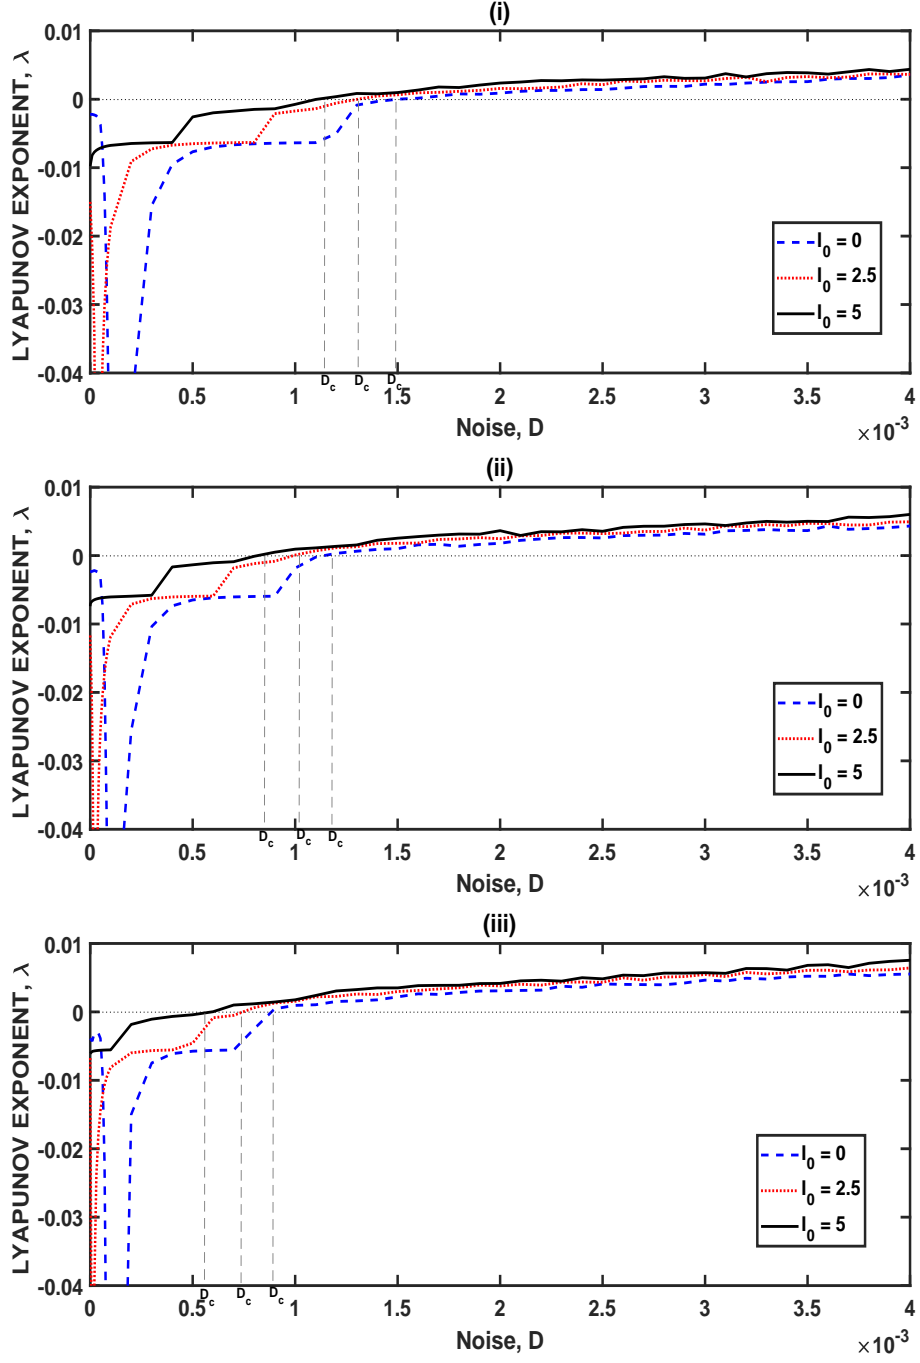 (i)
LYAPUNOV EXPONENT, λ
0.01
0
-0.01
-0.02
-0.03
-0.04
I0 = 0
I0 = 2.5
I0 = 5
Dc Dc Dc
0 0.5 1 1.5 2 2.5 3 3.5 4
Noise, D
×10-3
(ii)
LYAPUNOV EXPONENT, λ
0.01
0
-0.01
-0.02
-0.03
-0.04
I0 = 0
I0 = 2.5
I0 = 5
Dc Dc Dc
0 0.5 1 1.5 2 2.5 3 3.5 4
Noise, D
×10-3
(iii)
LYAPUNOV EXPONENT, λ
0.01
0
-0.01
-0.02
-0.03
-0.04
I0 = 0
I0 = 2.5
I0 = 5
Dc Dc Dc
0 0.5 1 1.5 2 2.5 3 3.5 4
Noise, D
×10-3